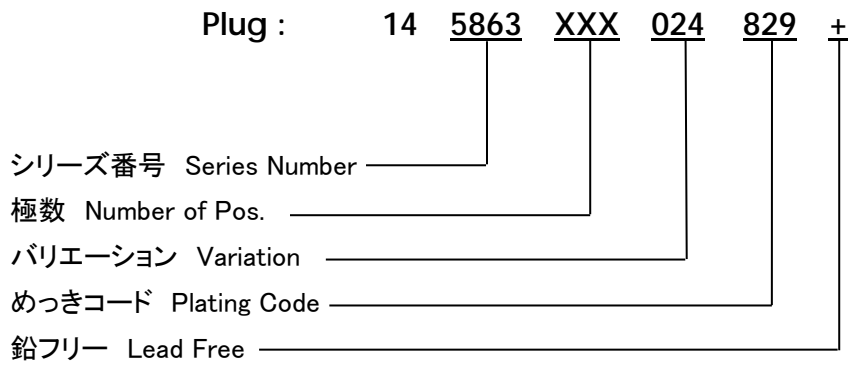 Plug : 14 5863 XXX 024 829 +
シリーズ番号 Series Number
極数 Number of Pos.
バリエーション Variation
めっきコード Plating Code
鉛フリー Lead Free